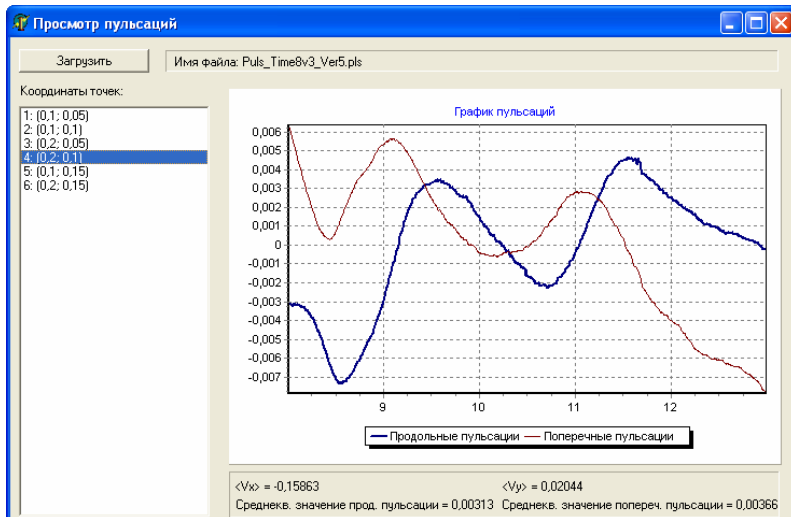 Просмотр пульсаций
Загрузить
Имя файла: Puls_Time8v3_Ver5.pls
Координаты точек:
1: (0,1; 0,05)
2: (0,1; 0,1)
3: (0,2; 0,05)
4: (0,2; 0,1)
5: (0,1; 0,15)
6: (0,2; 0,15)
График пульсаций
0,006
0,005
0,004
0,003
0,002
0,001
0
-0,001
-0,002
-0,003
-0,004
-0,005
-0,006
-0,007
9 10 11 12
Продольные пульсации Поперечные пульсации
<Vx> = -0,15863 <Vy> = 0,02044
Среднекв. значение прод. пульсации = 0,00313 Среднекв. значение попереч. пульсации = 0,00366